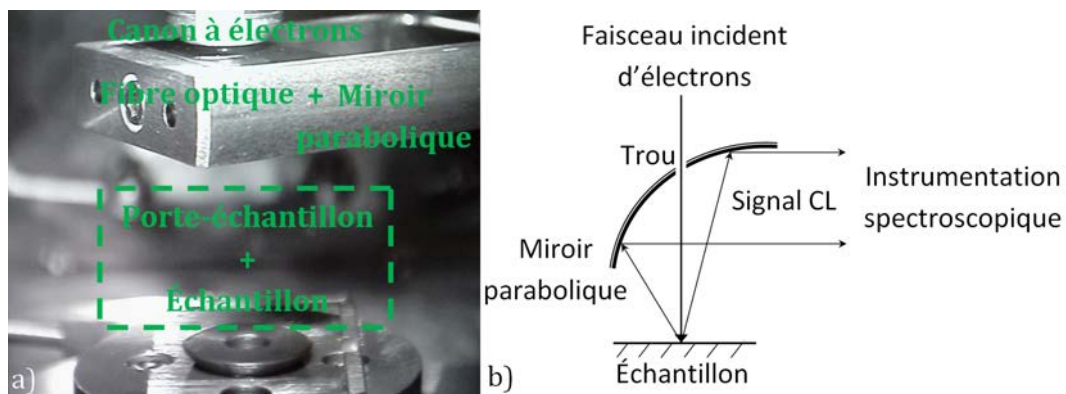 Canon à électrons
Fibre optique + Miroir
parabolique
Porte-échantillon
+
Échantillon
a)
Faisceau incident
d'électrons
Trou
Signal CL
Instrumentation
spectroscopique
Miroir
parabolique
Échantillon
b)